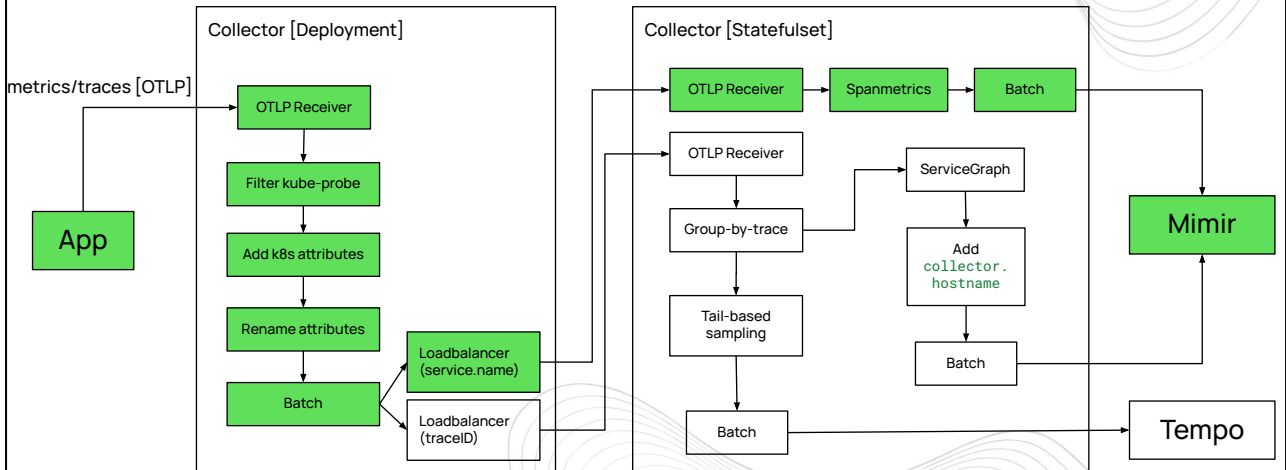 Collector [Deployment]
Collector [Statefulset]
metrics/traces [OTLP]
OTLP Receiver
Filter kube-probe
App
Add k8s attributes
Rename attributes
Batch
Loadbalancer
(service.name)
Loadbalancer
(traceID)
OTLP Receiver
Spanmetrics
Batch
OTLP Receiver
Group-by-trace
Tail-based
sampling
Batch
ServiceGraph
Add
collector.
hostname
Batch
Mimir
Tempo